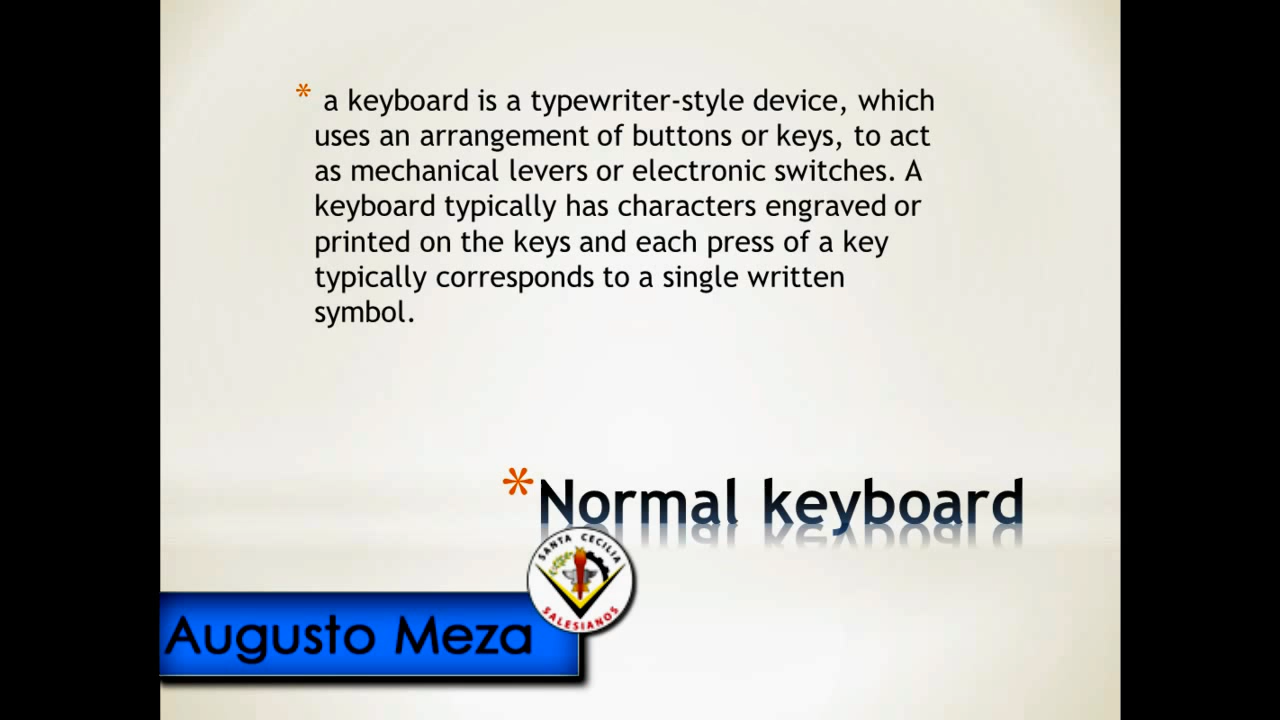 * a keyboard is a typewriter-style device, which
uses an arrangement of buttons or keys, to act
as mechanical levers or electronic switches. A
keyboard typically has characters engraved or
printed on the keys and each press of a key
typically corresponds to a single written
symbol.
*Normal keyboard
SANTA CECILIA
SALESIANOS
Augusto Meza